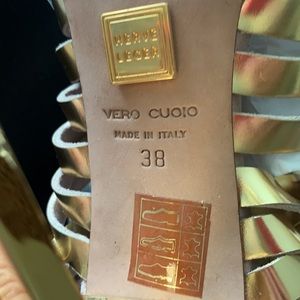 HERVE
LEGER
VERO CUOIO
MADE IN ITALY
38